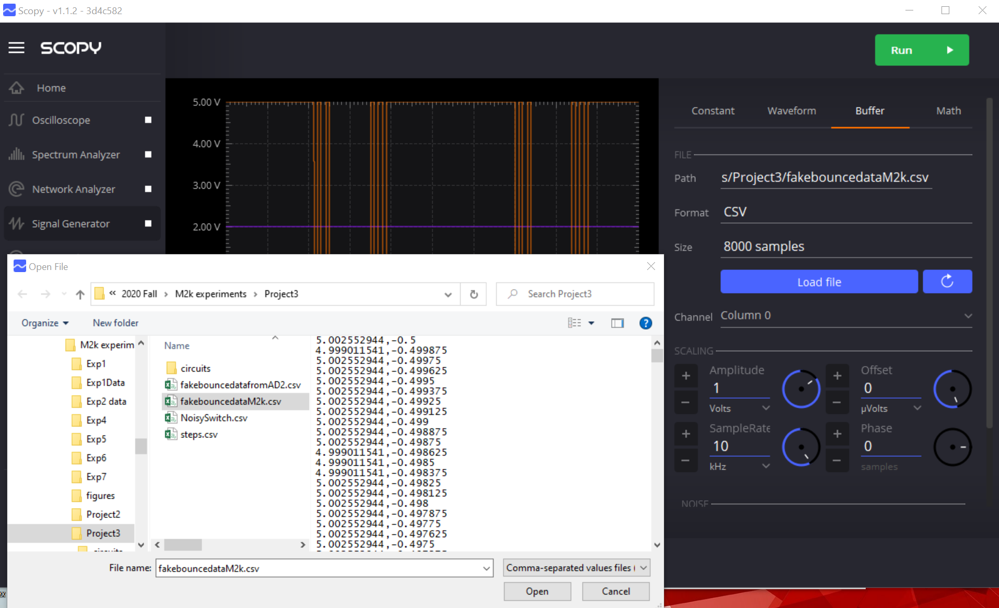 Scopy - v1.1.2 - 3d4c582
SCOPY
Run
Home
Oscilloscope
Spectrum Analyzer
Network Analyzer
Signal Generator
5.00 V
4.00 V
3.00 V
2.00 V
Constant Waveform Buffer Math
FILE
Path s/Project3/fakebouncedataM2k.csv
Format CSV
Size 8000 samples
Load file
Channel Column 0
SCALING
Amplitude Offset
1 0
Volts µVolts
SampleRate Phase
10 0
kHz samples
NOISE
Open File
« 2020 Fall › M2k experiments › Project3
Search Project3
Organize New folder
M2k experim
Exp1
Exp1Data
Exp2 data
Exp4
Exp5
Exp6
Exp7
figures
Project2
Project3
circuits
Name
circuits
fakebouncedatafromAD2.csv
fakebouncedataM2k.csv
NoisySwitch.csv
steps.csv
5.002552944,-0.5
4.999011541,-0.499875
5.002552944,-0.49975
5.002552944,-0.499625
5.002552944,-0.4995
5.002552944,-0.499375
5.002552944,-0.49925
5.002552944,-0.499125
5.002552944,-0.499
5.002552944,-0.498875
5.002552944,-0.49875
4.999011541,-0.498625
4.999011541,-0.4985
4.999011541,-0.498375
5.002552944,-0.49825
5.002552944,-0.498125
5.002552944,-0.498
5.002552944,-0.497875
5.002552944,-0.49775
5.002552944,-0.497625
5.002552944,-0.4975
File name: fakebouncedataM2k.csv
Comma-separated values files (
Open Cancel